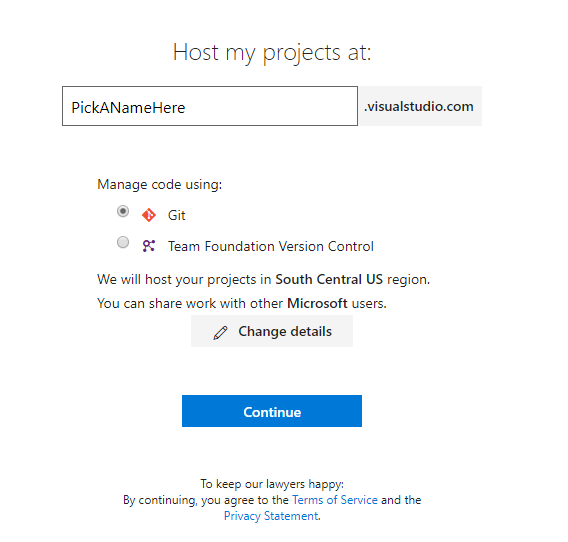 Host my projects at:
PickANameHere .visualstudio.com
Manage code using:
Git
Team Foundation Version Control
We will host your projects in South Central US region.
You can share work with other Microsoft users.
Change details
Continue
To keep our lawyers happy:
By continuing, you agree to the Terms of Service and the
Privacy Statement.